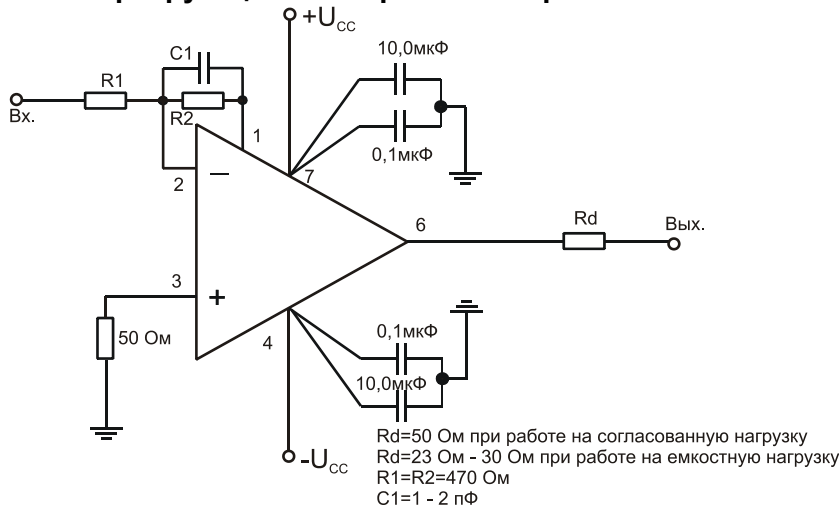 +Ucc
C1
10,0мкФ
R1
R2
Вх.
1
0,1мкФ
2
−
7
6
Rd
Вых.
3
+
50 Ом
4
0,1мкФ
10,0мкФ
-Ucc
Rd=50 Ом при работе на согласованную нагрузку
Rd=23 Ом - 30 Ом при работе на емкостную нагрузку
R1=R2=470 Ом
C1=1 - 2 пФ